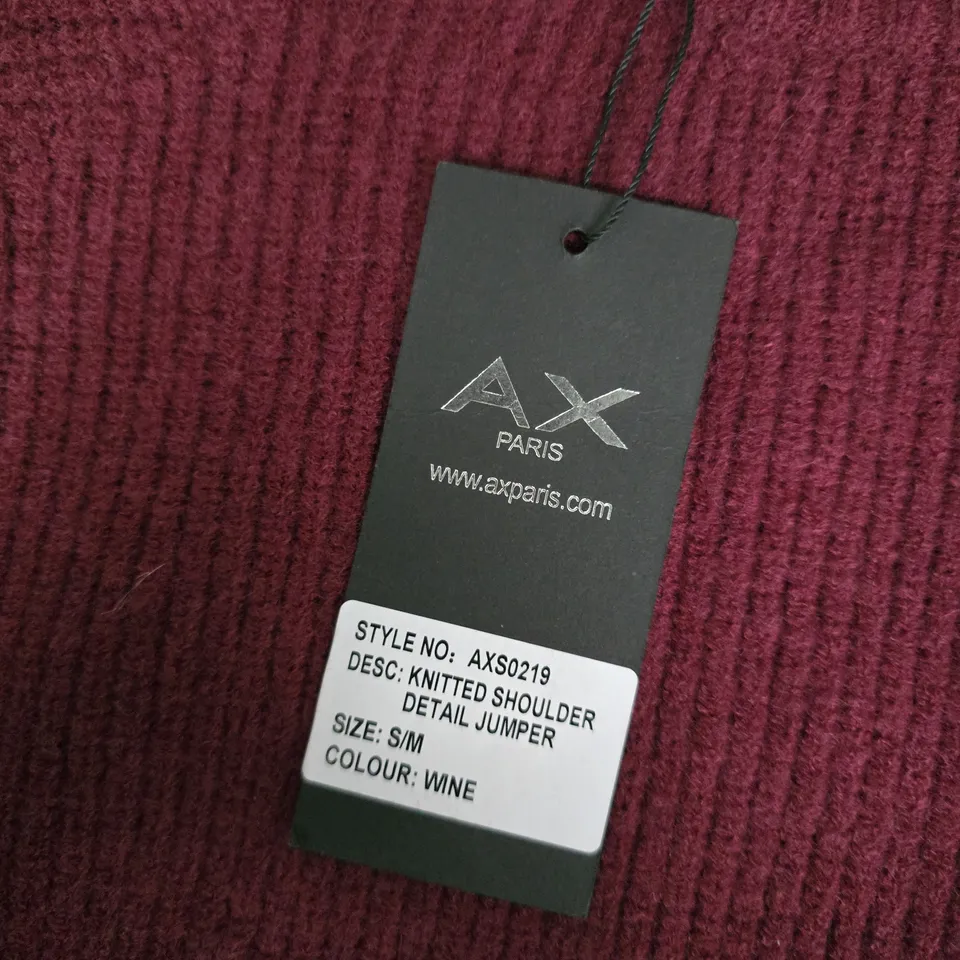 AX
PARIS
www.axparis.com
STYLE NO: AXS0219
DESC: KNITTED SHOULDER
DETAIL JUMPER
SIZE: S/M
COLOUR: WINE